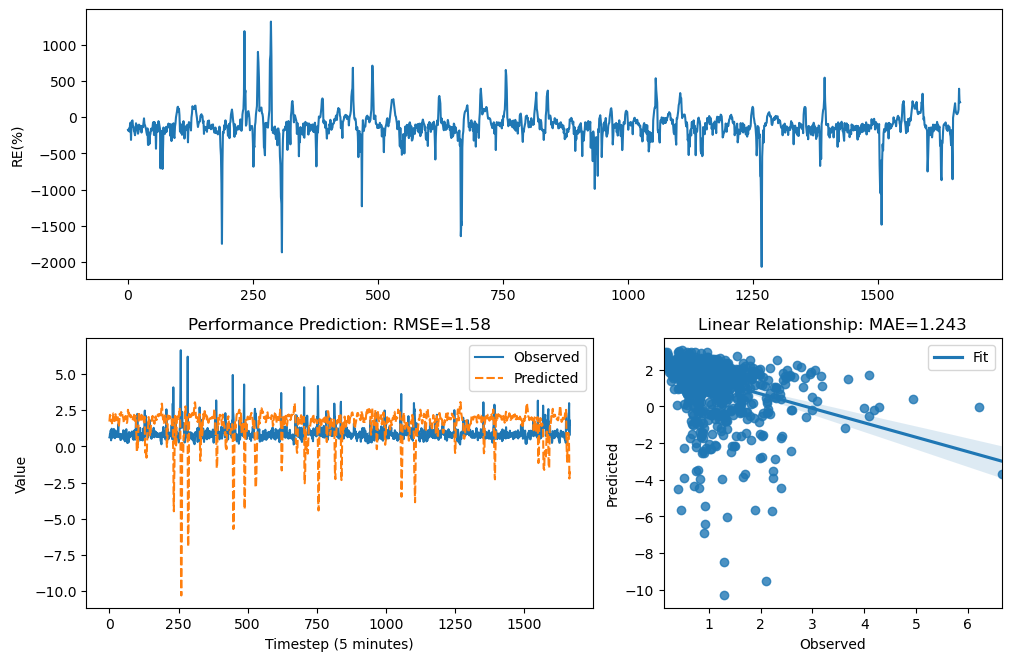 1000
500
0
−500
−1000
−1500
−2000
RE(%)
0 250 500 750 1000 1250 1500
Performance Prediction: RMSE=1.58
Observed
Predicted
5.0
2.5
0.0
−2.5
−5.0
−7.5
−10.0
Value
0 250 500 750 1000 1250 1500
Timestep (5 minutes)
Linear Relationship: MAE=1.243
Fit
2
0
−2
−4
−6
−8
−10
Predicted
1 2 3 4 5 6
Observed